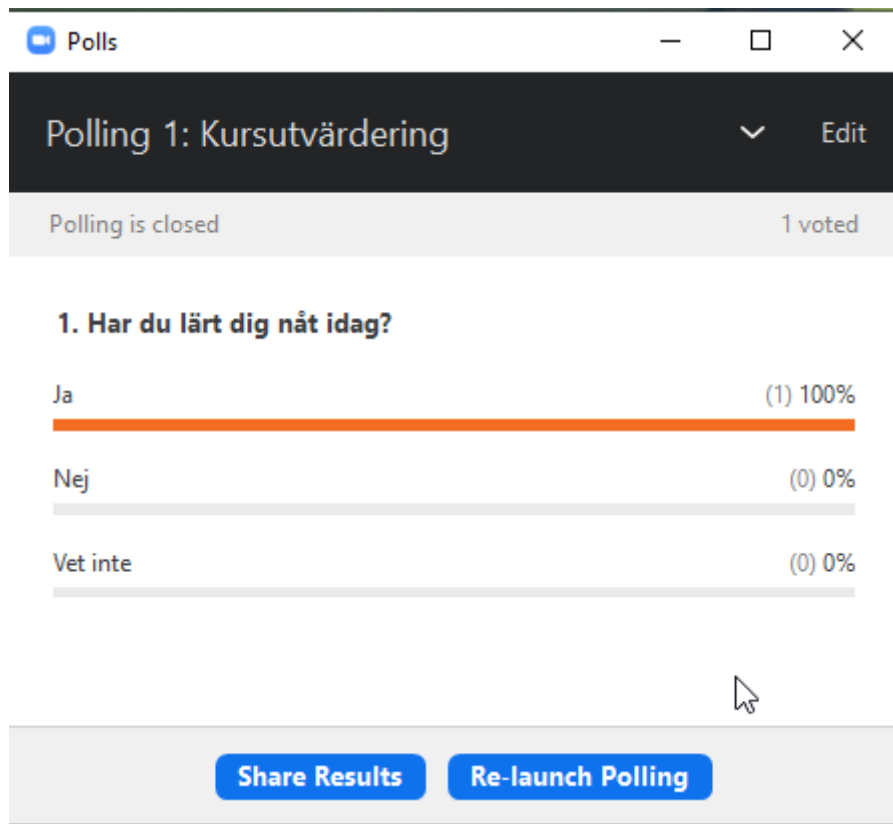 Polls
Polling 1: Kursutvärdering Edit
Polling is closed 1 voted
1. Har du lärt dig nåt idag?
Ja (1) 100%
Nej (0) 0%
Vet inte (0) 0%
Share Results Re-launch Polling